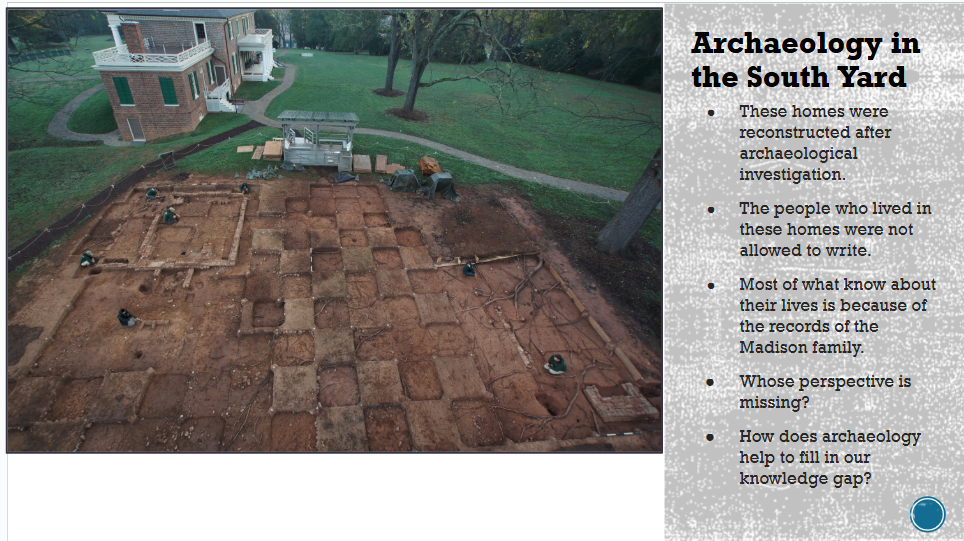 Archaeology in
the South Yard
• These homes were
reconstructed after
archaeological
investigation.
• The people who lived in
these homes were not
allowed to write.
• Most of what know about
their lives is because of
the records of the
Madison family.
• Whose perspective is
missing?
• How does archaeology
help to fill in our
knowledge gap?